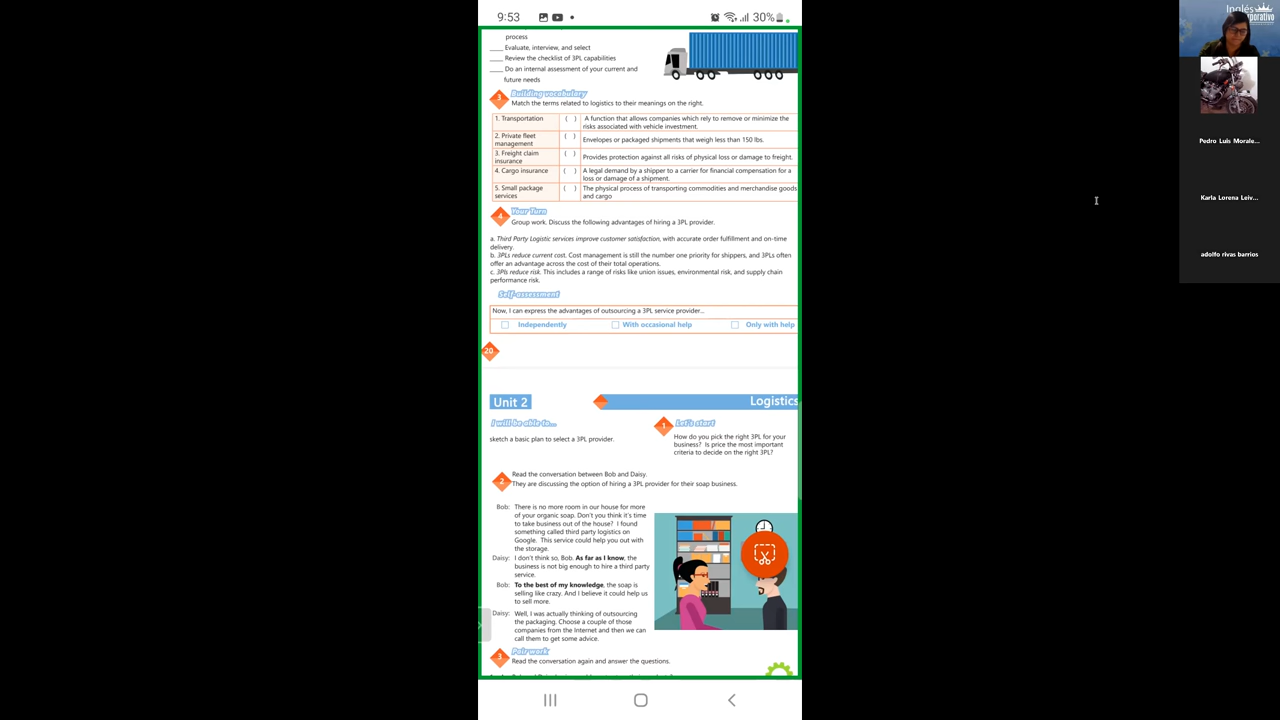 9:53
30%
process
____ Evaluate, interview, and select
____ Review the checklist of 3PL capabilities
____ Do an internal assessment of your current and
future needs
3 Building vocabulary
Match the terms related to logistics to their meanings on the right.
1. Transportation ( ) A function that allows companies which rely to remove or minimize the
risks associated with vehicle investment.
2. Private fleet
management ( ) Envelopes or packaged shipments that weigh less than 150 lbs.
3. Freight claim
insurance ( ) Provides protection against all risks of physical loss or damage to freight.
4. Cargo insurance ( ) A legal demand by a shipper to a carrier for financial compensation for a
loss or damage of a shipment.
5. Small package
services ( ) The physical process of transporting commodities and merchandise goods
and cargo
4 Your Turn
Group work. Discuss the following advantages of hiring a 3PL provider.
a. Third Party Logistic services improve customer satisfaction, with accurate order fulfillment and on-time
delivery.
b. 3PLs reduce current cost. Cost management is still the number one priority for shippers, and 3PLs often
offer an advantage across the cost of their total operations.
c. 3Pls reduce risk. This includes a range of risks like union issues, environmental risk, and supply chain
performance risk.
Self-assessment
Now, I can express the advantages of outsourcing a 3PL service provider...
Independently With occasional help Only with help
20
Unit 2 Logistics
I will be able to...
sketch a basic plan to select a 3PL provider.
1 Let's start
How do you pick the right 3PL for your
business? Is price the most important
criteria to decide on the right 3PL?
2 Read the conversation between Bob and Daisy.
They are discussing the option of hiring a 3PL provider for their soap business.
Bob: There is no more room in our house for more
of your organic soap. Don't you think it's time
to take business out of the house? I found
something called third party logistics on
Google. This service could help you out with
the storage.
Daisy: I don't think so, Bob. As far as I know, the
business is not big enough to hire a third party
service.
Bob: To the best of my knowledge, the soap is
selling like crazy. And I believe it could help us
to sell more.
Daisy: Well, I was actually thinking of outsourcing
the packaging. Choose a couple of those
companies from the Internet and then we can
call them to get some advice.
3 Pair work
Read the conversation again and answer the questions.
Inglés
Pedro Luis Morale...
Karla Lorena Leiv...
adolfo rivas barrios